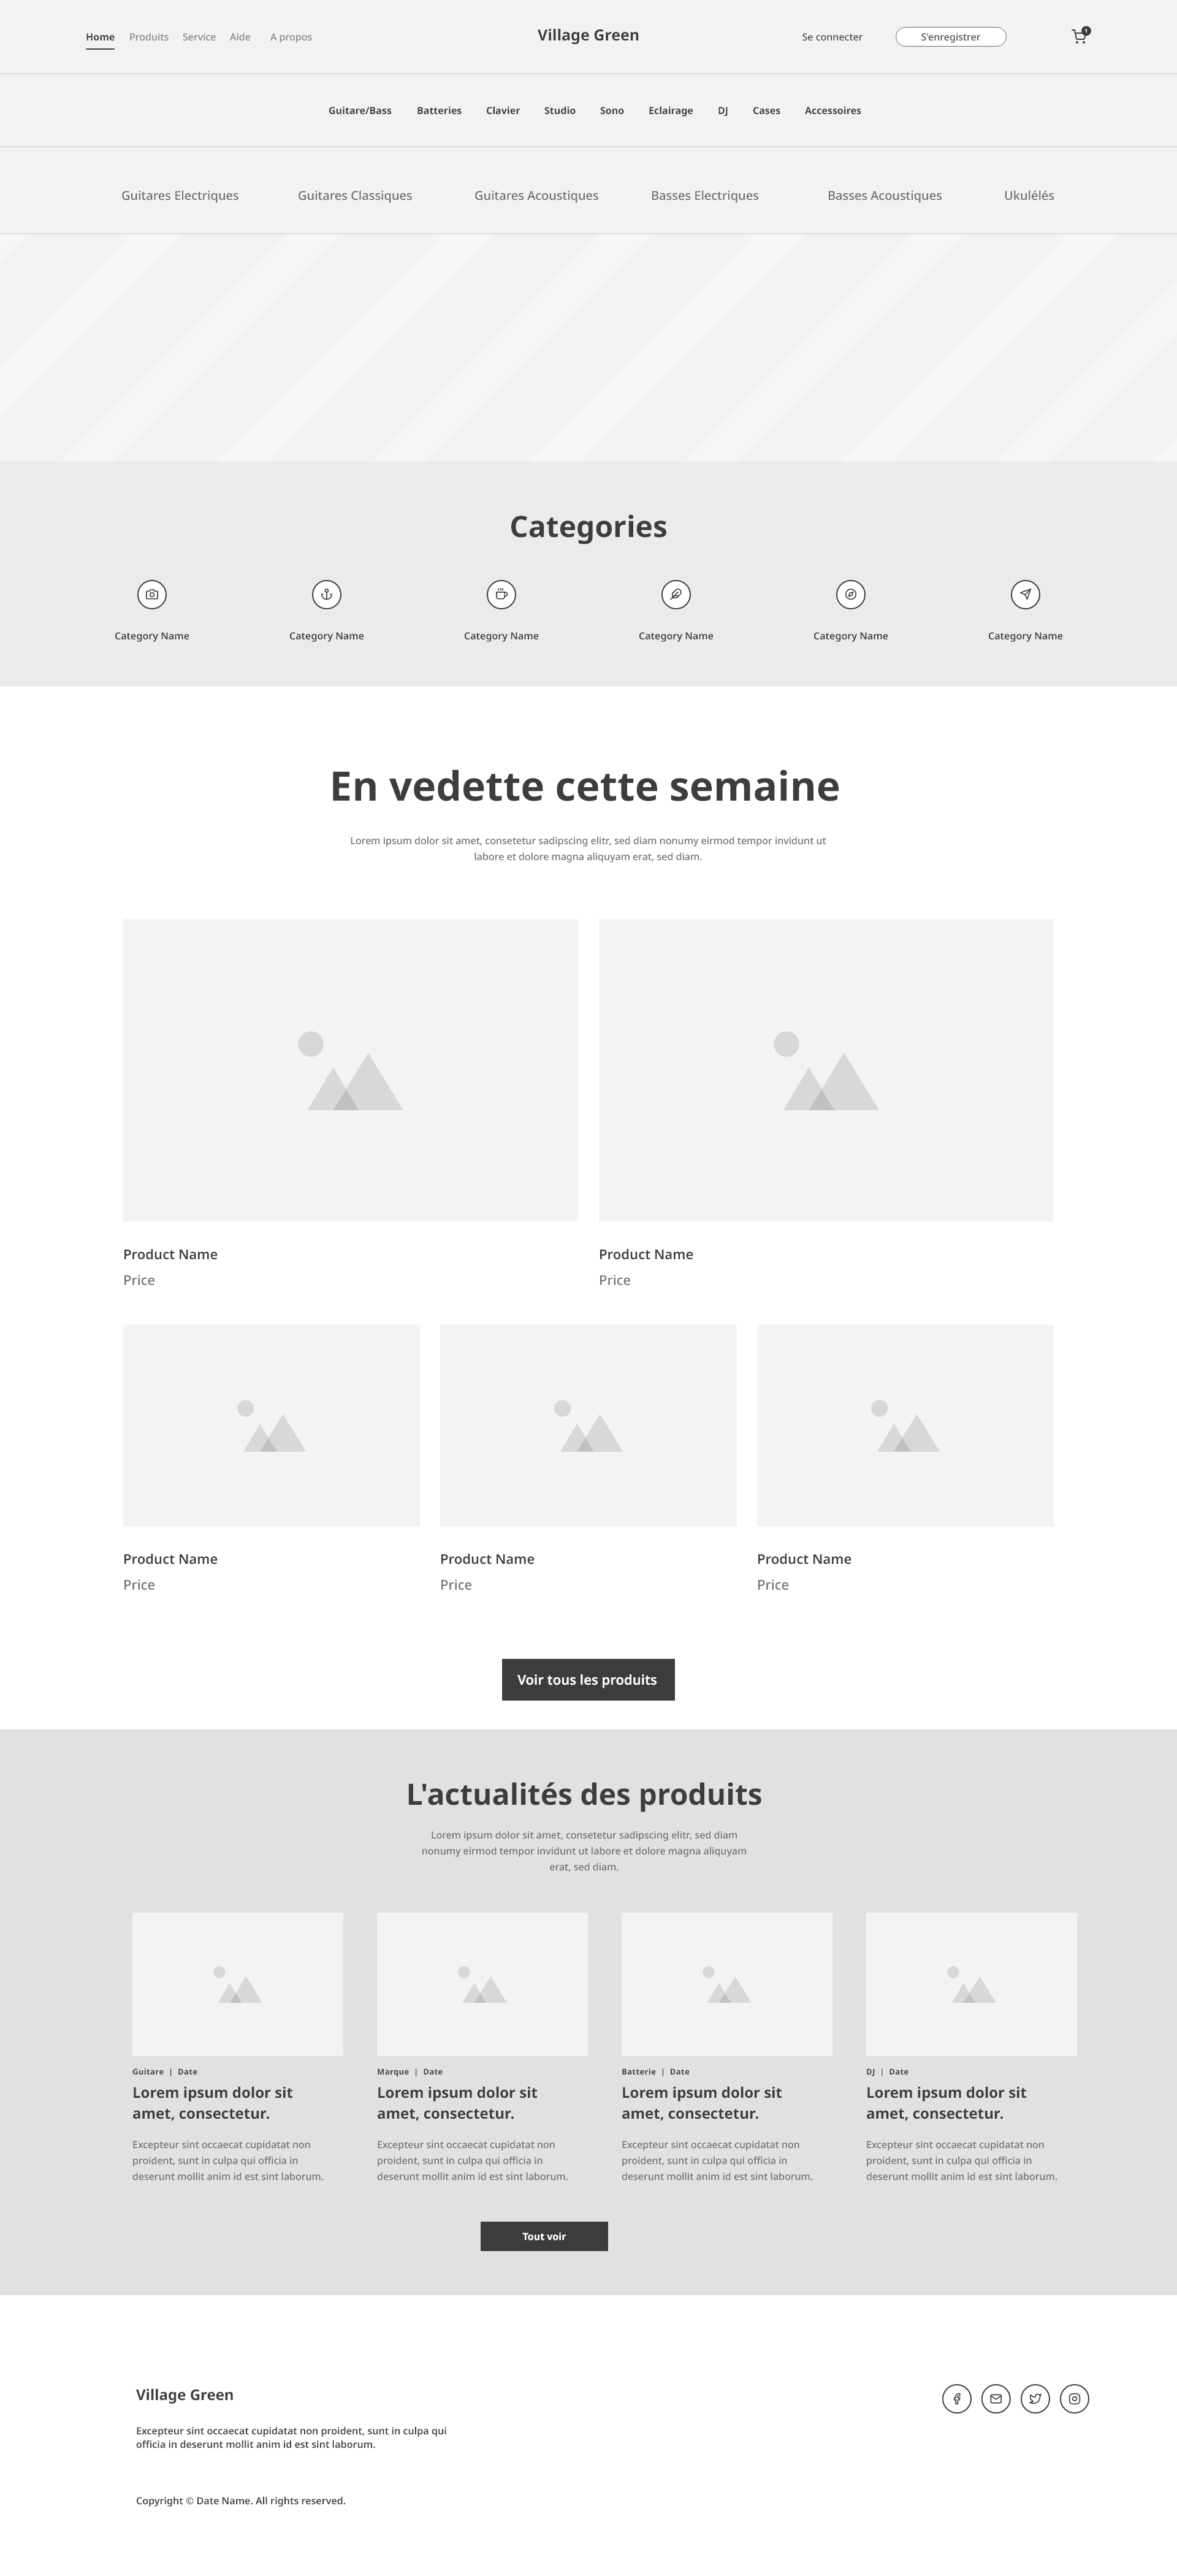 Home Produits Service Aide A propos Village Green Se connecter S'enregistrer 1
Guitare/Bass Batteries Clavier Studio Sono Eclairage DJ Cases Accessoires
Guitares Electriques Guitares Classiques Guitares Acoustiques Basses Electriques Basses Acoustiques Ukulélés
Categories
Category Name Category Name Category Name Category Name Category Name Category Name
En vedette cette semaine
Lorem ipsum dolor sit amet, consetetur sadipscing elitr, sed diam nonumy eirmod tempor invidunt ut
labore et dolore magna aliquyam erat, sed diam.
Product Name
Price
Product Name
Price
Product Name
Price
Product Name
Price
Product Name
Price
Voir tous les produits
L'actualités des produits
Lorem ipsum dolor sit amet, consetetur sadipscing elitr, sed diam
nonumy eirmod tempor invidunt ut labore et dolore magna aliquyam
erat, sed diam.
Guitare | Date
Lorem ipsum dolor sit
amet, consectetur.
Excepteur sint occaecat cupidatat non
proident, sunt in culpa qui officia in
deserunt mollit anim id est sint laborum.
Marque | Date
Lorem ipsum dolor sit
amet, consectetur.
Excepteur sint occaecat cupidatat non
proident, sunt in culpa qui officia in
deserunt mollit anim id est sint laborum.
Batterie | Date
Lorem ipsum dolor sit
amet, consectetur.
Excepteur sint occaecat cupidatat non
proident, sunt in culpa qui officia in
deserunt mollit anim id est sint laborum.
DJ | Date
Lorem ipsum dolor sit
amet, consectetur.
Excepteur sint occaecat cupidatat non
proident, sunt in culpa qui officia in
deserunt mollit anim id est sint laborum.
Tout voir
Village Green
Excepteur sint occaecat cupidatat non proident, sunt in culpa qui
officia in deserunt mollit anim id est sint laborum.
Copyright © Date Name. All rights reserved.